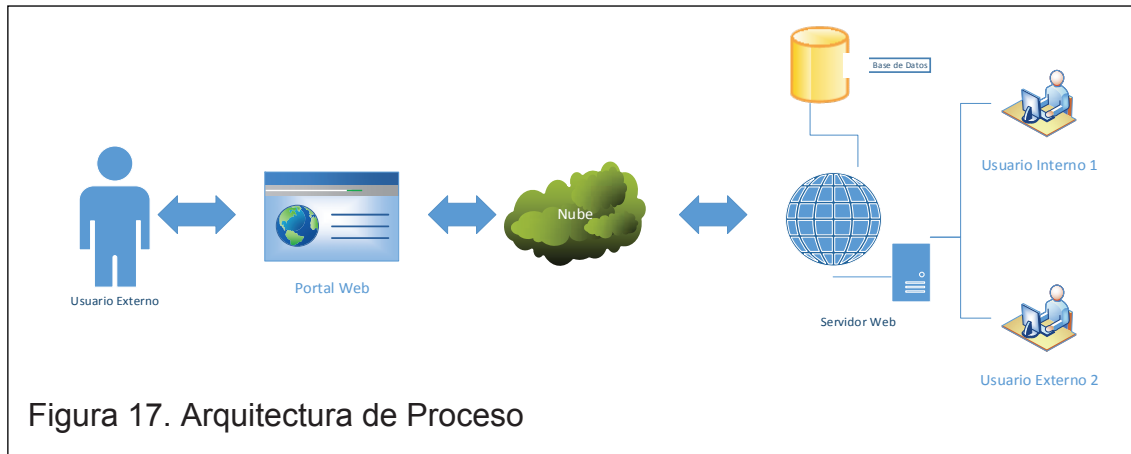 Base de Datos
Usuario Interno 1
Nube
Portal Web
Usuario Externo
Servidor Web
Usuario Externo 2
Figura 17. Arquitectura de Proceso